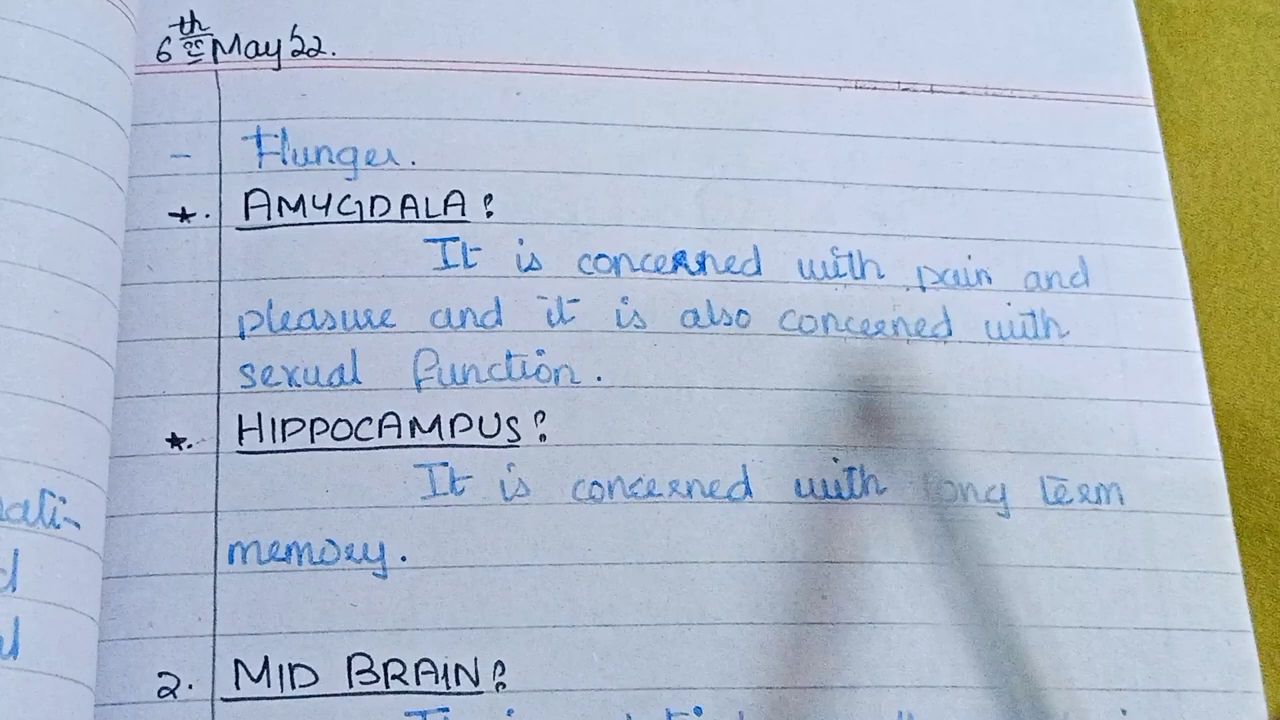 6th May '22.
- Hunger.
*. AMYGDALA:
It is concerned with pain and
pleasure and it is also concerned with
sexual function.
*. HIPPOCAMPUS:
It is concerned with long term
memory.
2. MID BRAIN: